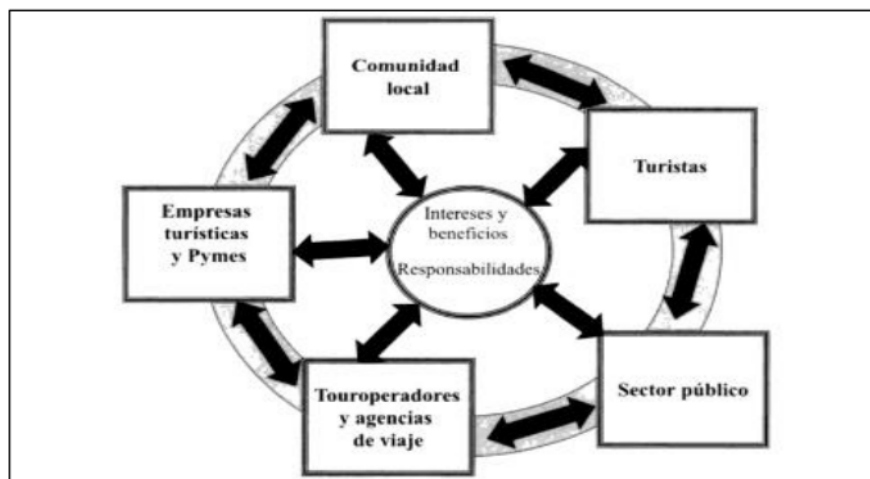 Comunidad
local
Turistas
Empresas
turísticas
y Pymes
Intereses y
beneficios
Responsabilidades
Touroperadores
y agencias
de viaje
Sector público